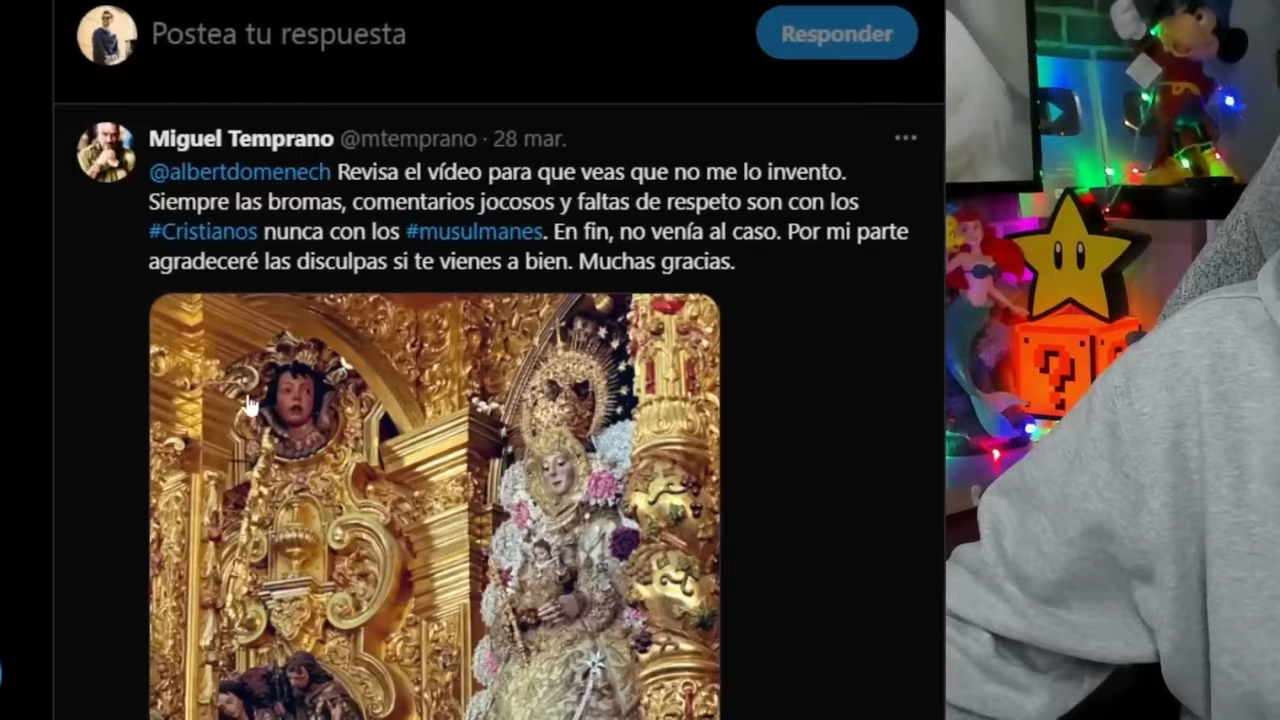 Postea tu respuesta
Responder
Miguel Temprano @mtemprano · 28 mar.
@albertdomenech Revisa el vídeo para que veas que no me lo invento.
Siempre las bromas, comentarios jocosos y faltas de respeto son con los
#Cristianos nunca con los #musulmanes. En fin, no venía al caso. Por mi parte
agradeceré las disculpas si te vienes a bien. Muchas gracias.
?